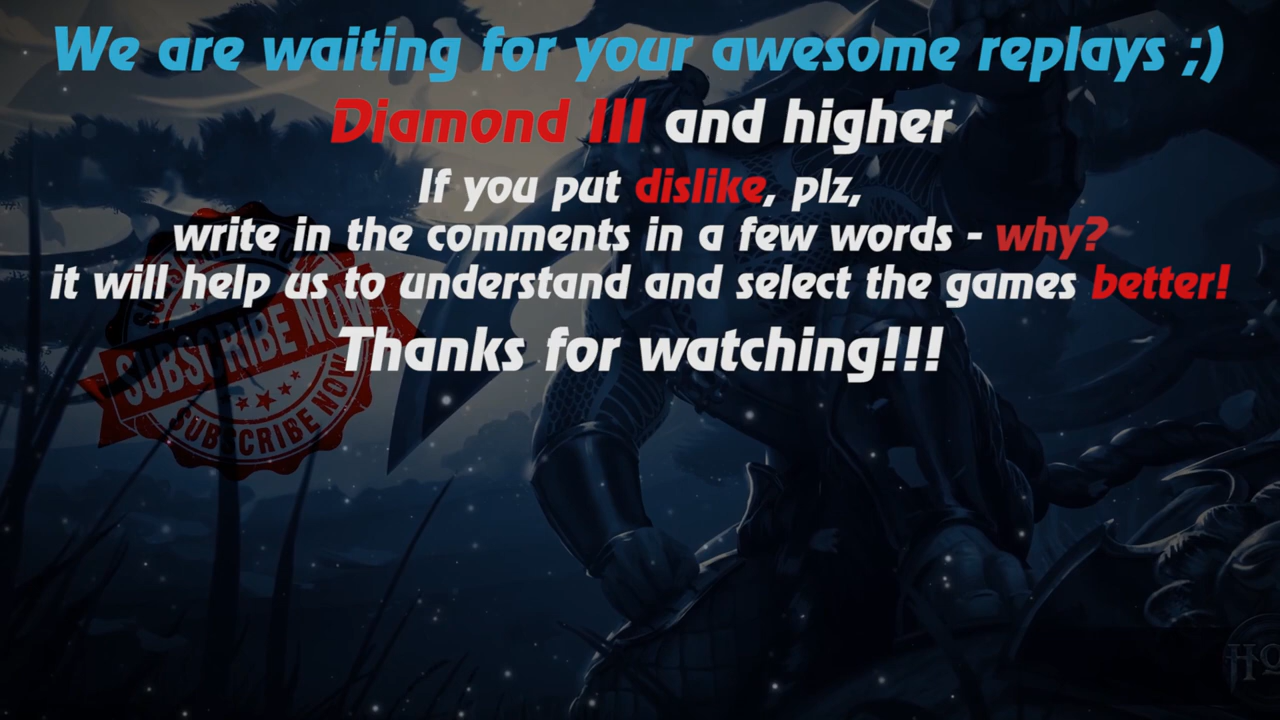 We are waiting for your awesome replays ;)
Diamond III and higher
If you put dislike, plz,
write in the comments in a few words - why?
it will help us to understand and select the games better!
Thanks for watching!!!
SUBSCRIBE NOW
SUBSCRIBE NOW